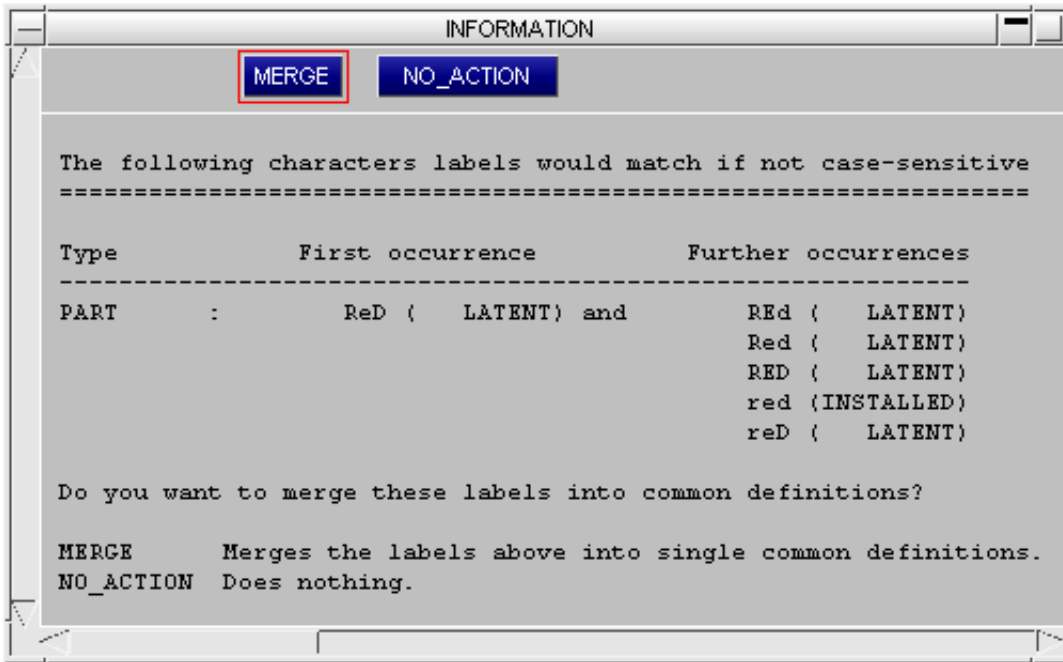 INFORMATION
MERGE NO_ACTION
The following characters labels would match if not case-sensitive
=================================================================
Type First occurrence Further occurrences
-------------------------------------------------------------
PART : ReD ( LATENT) and REd ( LATENT)
Red ( LATENT)
RED ( LATENT)
red (INSTALLED)
reD ( LATENT)
Do you want to merge these labels into common definitions?
MERGE Merges the labels above into single common definitions.
NO_ACTION Does nothing.